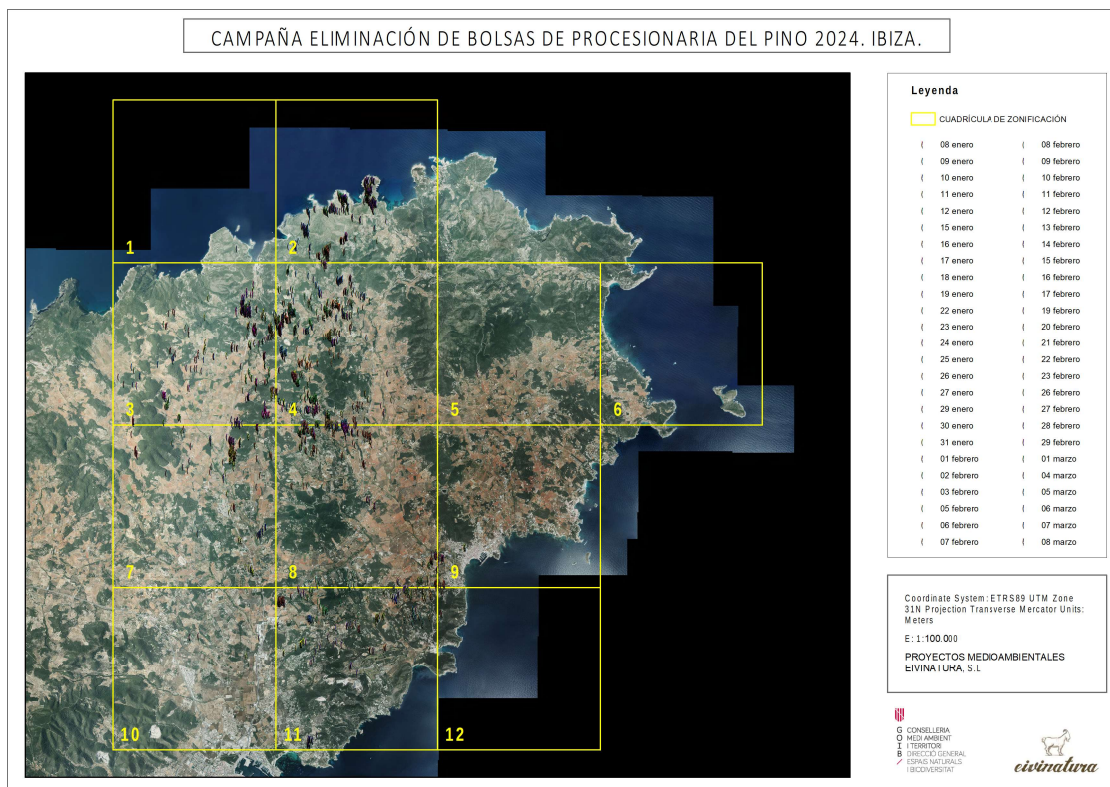 CAMPAÑA ELIMINACIÓN DE BOLSAS DE PROCESIONARIA DEL PINO 2024. IBIZA.
1
2
3
4
5
6
7
8
9
10
11
12
Leyenda
CUADRÍCULA DE ZONIFICACIÓN
08 enero
09 enero
10 enero
11 enero
12 enero
15 enero
16 enero
17 enero
18 enero
19 enero
22 enero
23 enero
24 enero
25 enero
26 enero
27 enero
29 enero
30 enero
31 enero
01 febrero
02 febrero
03 febrero
05 febrero
06 febrero
07 febrero
08 febrero
09 febrero
10 febrero
11 febrero
12 febrero
13 febrero
14 febrero
15 febrero
16 febrero
17 febrero
19 febrero
20 febrero
21 febrero
22 febrero
23 febrero
26 febrero
27 febrero
28 febrero
29 febrero
01 marzo
04 marzo
05 marzo
06 marzo
07 marzo
08 marzo
Coordinate System: ETRS89 UTM Zone
31N Projection Transverse Mercator Units:
Meters
E: 1:100.000
PROYECTOS MEDIOAMBIENTALES
EIVINATURA, S.L
G CONSELLERIA
O MEDI AMBIENT
I I TERRITORI
B DIRECCIÓ GENERAL
/ ESPAIS NATURALS
I BIODIVERSITAT
eivinatura